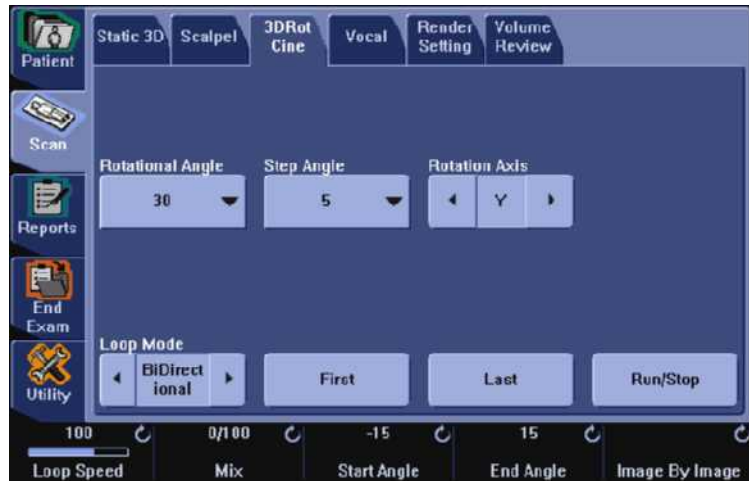 Patient
Scan
Reports
End
Exam
Utility
Static 3D
Scalpel
3DRot
Cine
Vocal
Render
Setting
Volume
Review
Rotational Angle
Step Angle
Rotation Axis
30
5
Y
Loop Mode
BiDirect
ional
First
Last
Run/Stop
100
0/100
-15
15
Loop Speed
Mix
Start Angle
End Angle
Image By Image